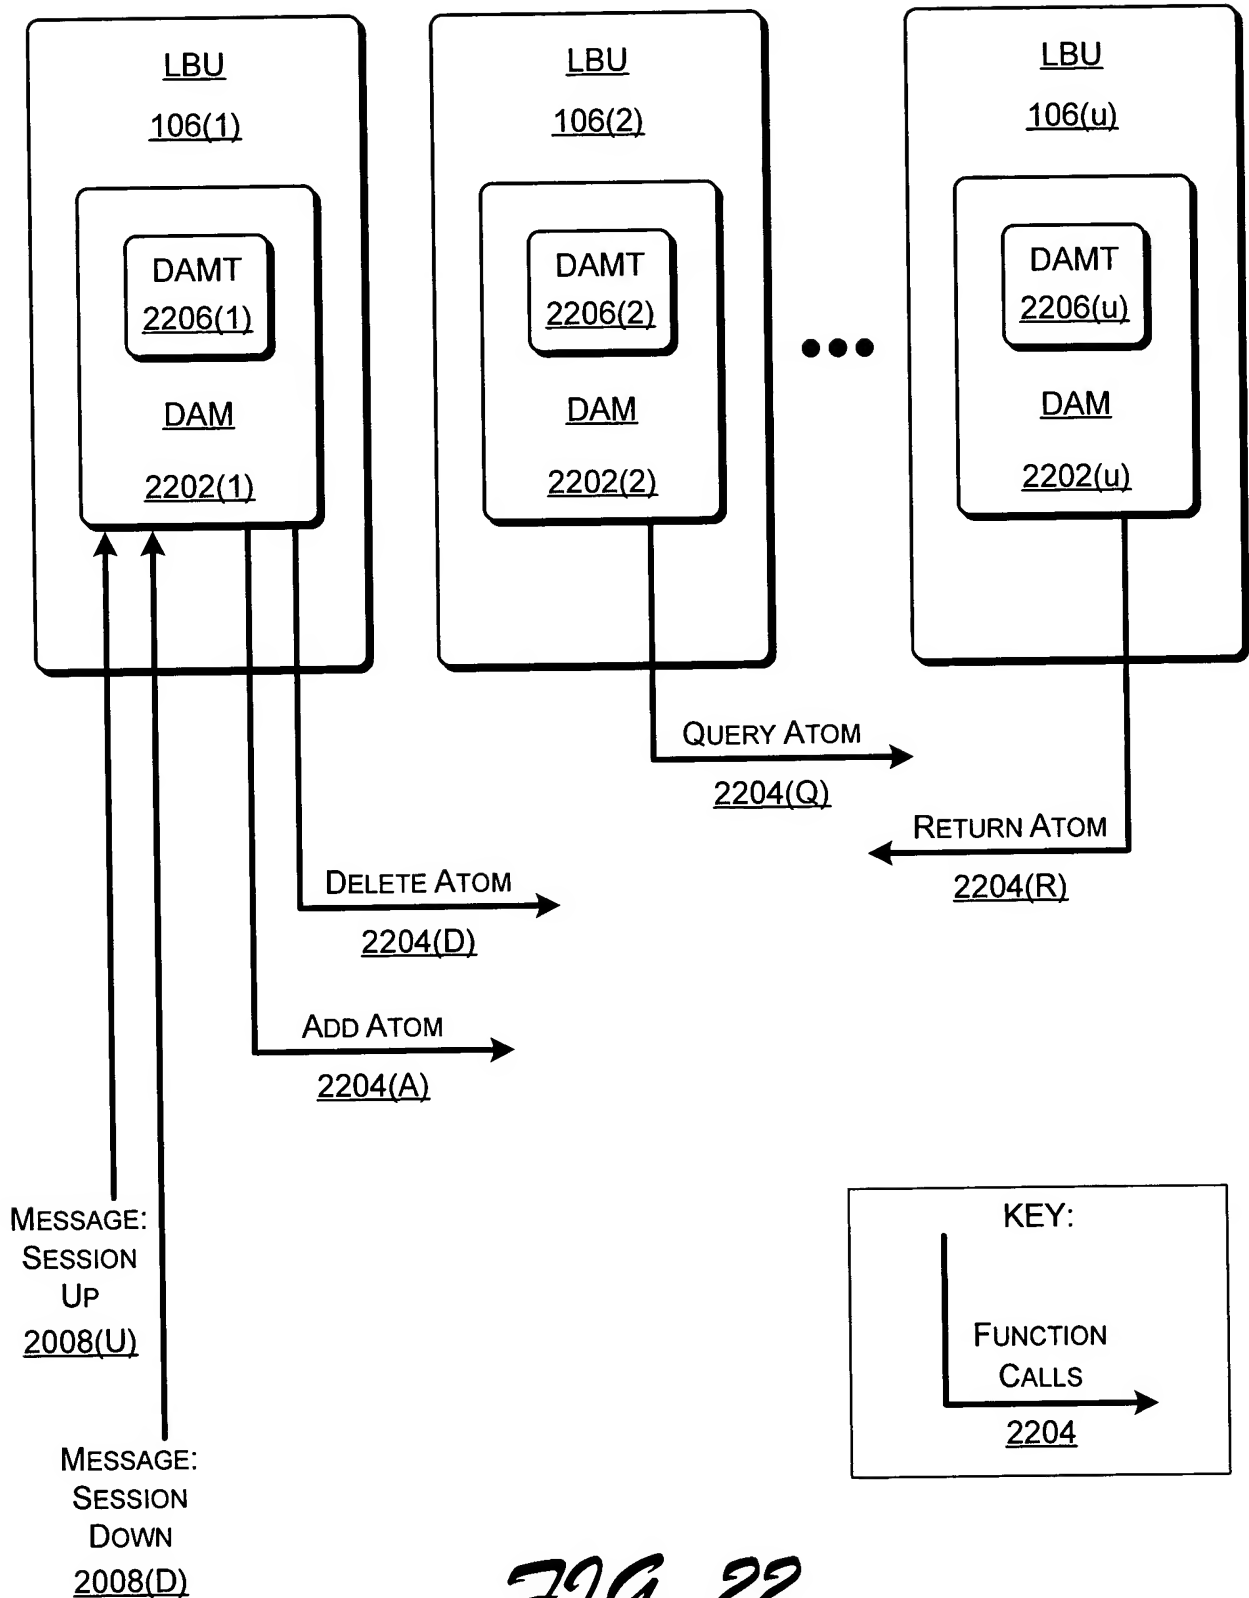 LBU
106(1)
DAMT
2206(1)
DAM
2202(1)
LBU
106(2)
DAMT
2206(2)
DAM
2202(2)
LBU
106(u)
DAMT
2206(u)
DAM
2202(u)
QUERY ATOM
2204(Q)
RETURN ATOM
2204(R)
DELETE ATOM
2204(D)
ADD ATOM
2204(A)
MESSAGE:
SESSION
UP
2008(U)
MESSAGE:
SESSION
DOWN
2008(D)
KEY:
FUNCTION
CALLS
2204
FIG. 22